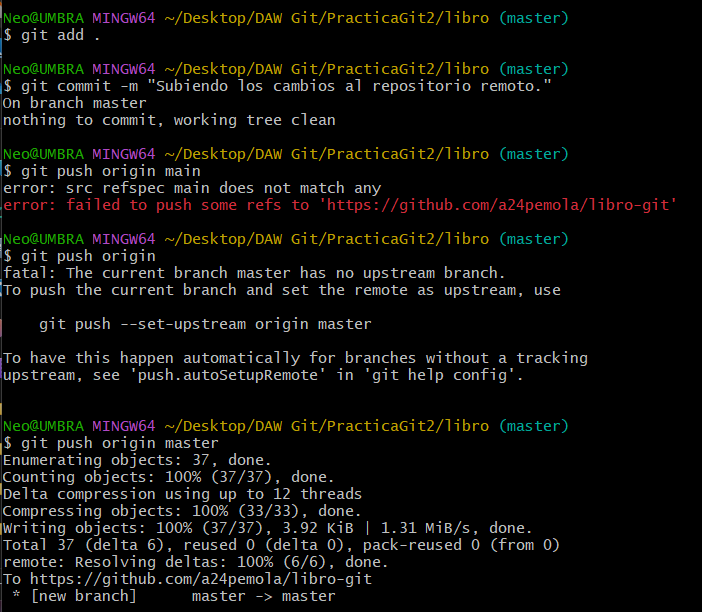 Neo@UMBRA MINGW64 ~/Desktop/DAW Git/PracticaGit2/libro (master)
$ git add .
Neo@UMBRA MINGW64 ~/Desktop/DAW Git/PracticaGit2/libro (master)
$ git commit -m "Subiendo los cambios al repositorio remoto."
On branch master
nothing to commit, working tree clean
Neo@UMBRA MINGW64 ~/Desktop/DAW Git/PracticaGit2/libro (master)
$ git push origin main
error: src refspec main does not match any
error: failed to push some refs to 'https://github.com/a24pemola/libro-git'
Neo@UMBRA MINGW64 ~/Desktop/DAW Git/PracticaGit2/libro (master)
$ git push origin
fatal: The current branch master has no upstream branch.
To push the current branch and set the remote as upstream, use
    git push --set-upstream origin master
To have this happen automatically for branches without a tracking
upstream, see 'push.autoSetupRemote' in 'git help config'.
Neo@UMBRA MINGW64 ~/Desktop/DAW Git/PracticaGit2/libro (master)
$ git push origin master
Enumerating objects: 37, done.
Counting objects: 100% (37/37), done.
Delta compression using up to 12 threads
Compressing objects: 100% (33/33), done.
Writing objects: 100% (37/37), 3.92 KiB | 1.31 MiB/s, done.
Total 37 (delta 6), reused 0 (delta 0), pack-reused 0 (from 0)
remote: Resolving deltas: 100% (6/6), done.
To https://github.com/a24pemola/libro-git
 * [new branch]      master -> master